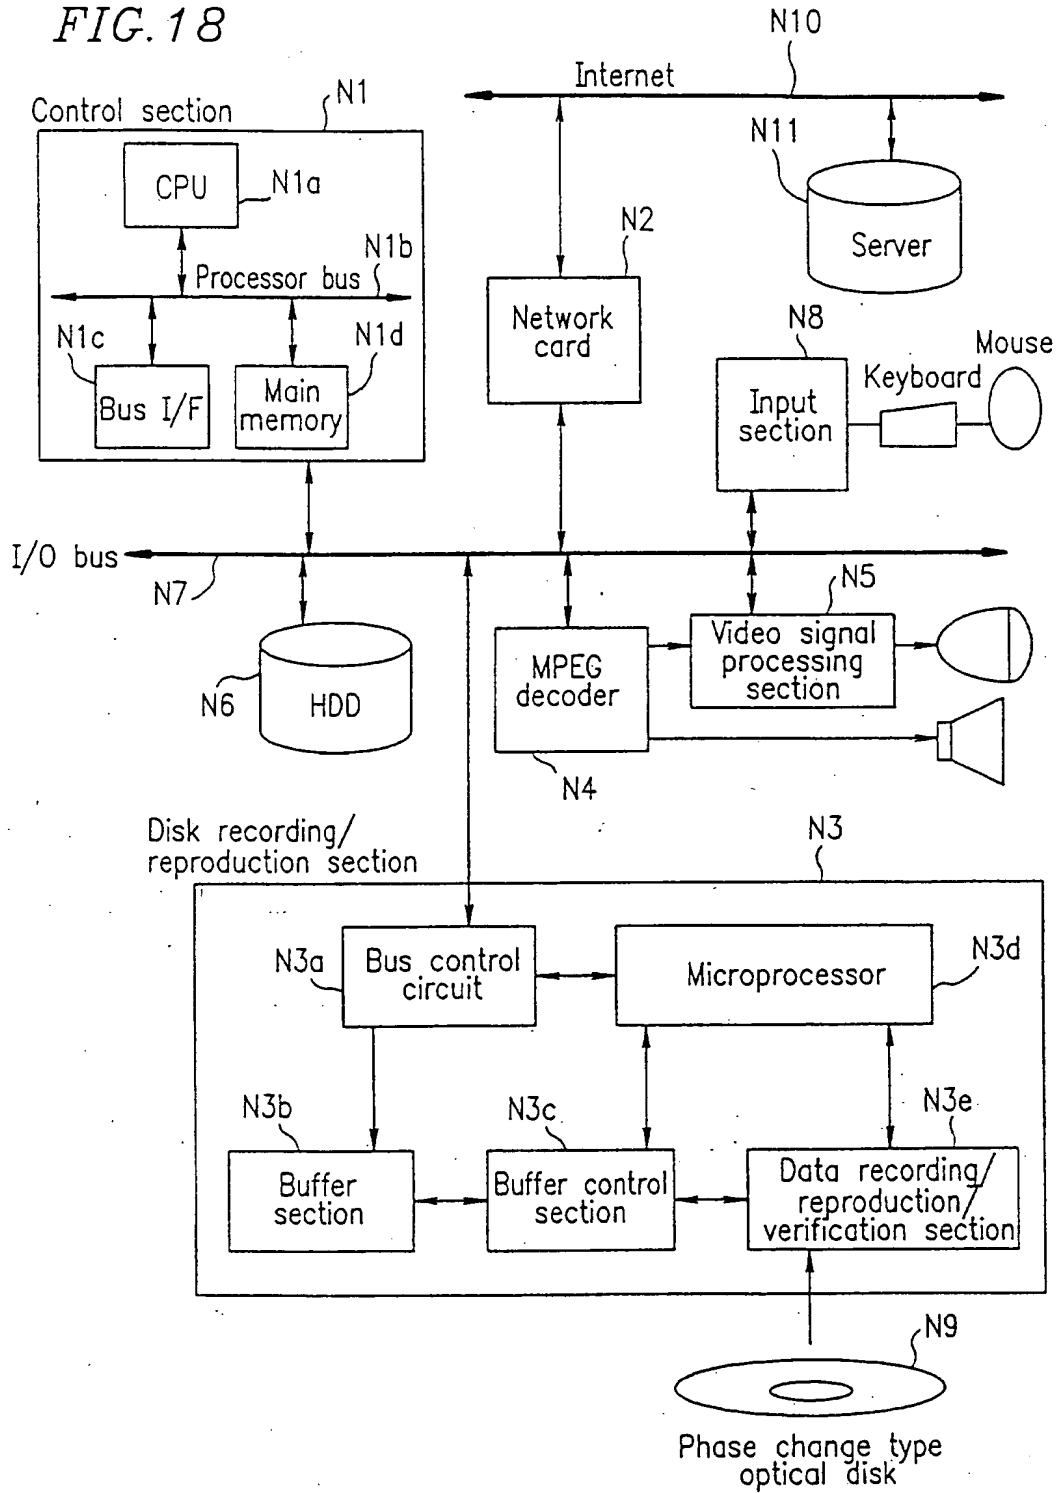 FIG. 18
N10
Internet
N1
Control section
N11
CPU
N1a
N2
Server
N1b
Processor bus
Network
card
N8
Mouse
N1c
N1d
Keyboard
Bus I/F
Main
memory
Input
section
I/O bus
N7
N5
Video signal
processing
section
MPEG
decoder
N6
HDD
N4
Disk recording/
reproduction section
N3
N3a
Bus control
circuit
Microprocessor
N3d
N3b
N3c
N3e
Buffer
section
Buffer control
section
Data recording/
reproduction/
verification section
N9
Phase change type
optical disk